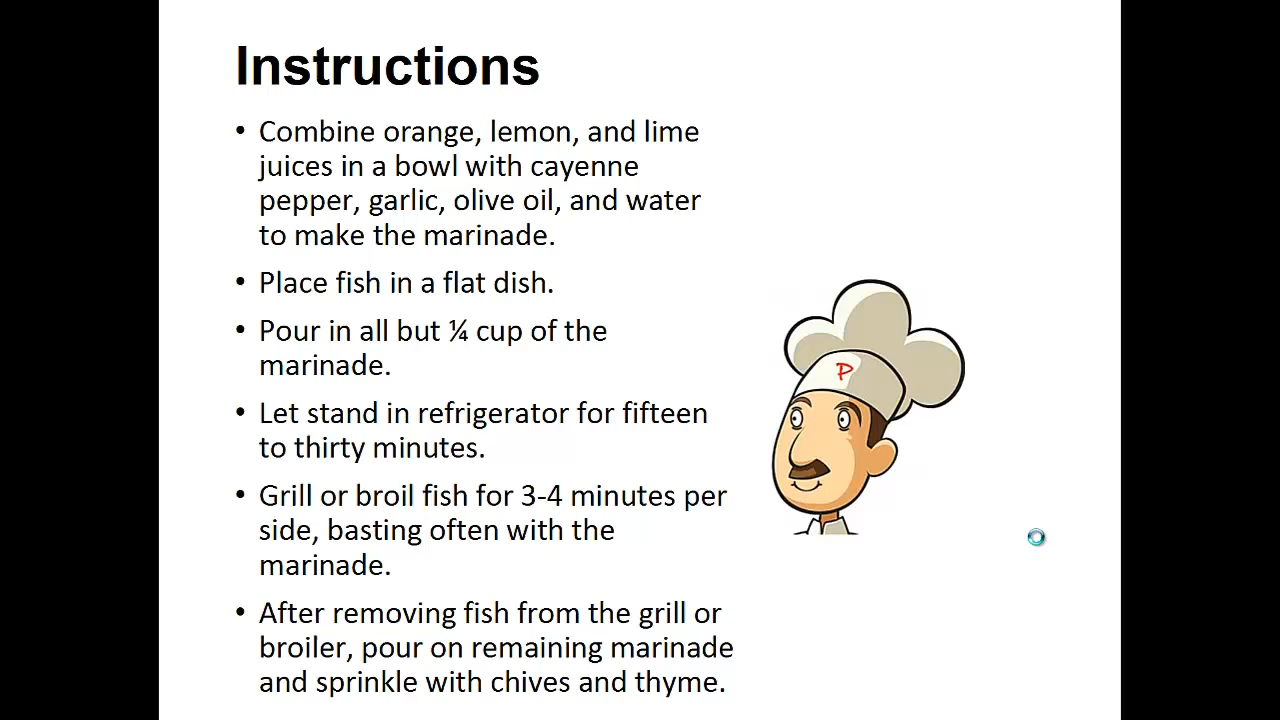 Instructions
• Combine orange, lemon, and lime
juices in a bowl with cayenne
pepper, garlic, olive oil, and water
to make the marinade.
• Place fish in a flat dish.
• Pour in all but ¼ cup of the
marinade.
• Let stand in refrigerator for fifteen
to thirty minutes.
• Grill or broil fish for 3-4 minutes per
side, basting often with the
marinade.
• After removing fish from the grill or
broiler, pour on remaining marinade
and sprinkle with chives and thyme.
P